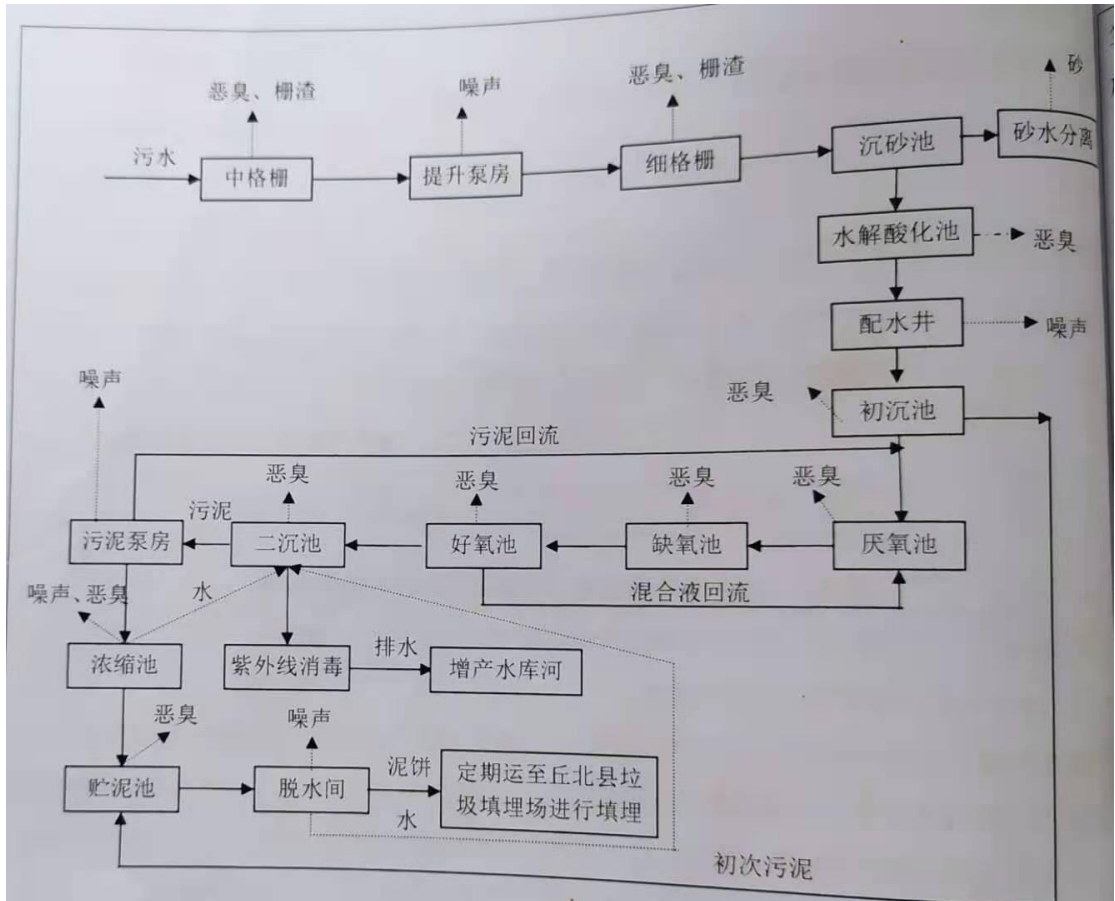 恶臭、栅渣
噪声
恶臭、栅渣
砂
污水
中格栅
提升泵房
细格栅
沉砂池
砂水分离
水解酸化池
恶臭
配水井
噪声
噪声
恶臭
初沉池
污泥回流
恶臭
恶臭
恶臭
恶臭
污泥
污泥泵房
二沉池
好氧池
缺氧池
厌氧池
噪声、恶臭
水
混合液回流
浓缩池
紫外线消毒
排水
增产水库河
恶臭
噪声
贮泥池
脱水间
泥饼
定期运至丘北县垃
圾填埋场进行填埋
水
初次污泥